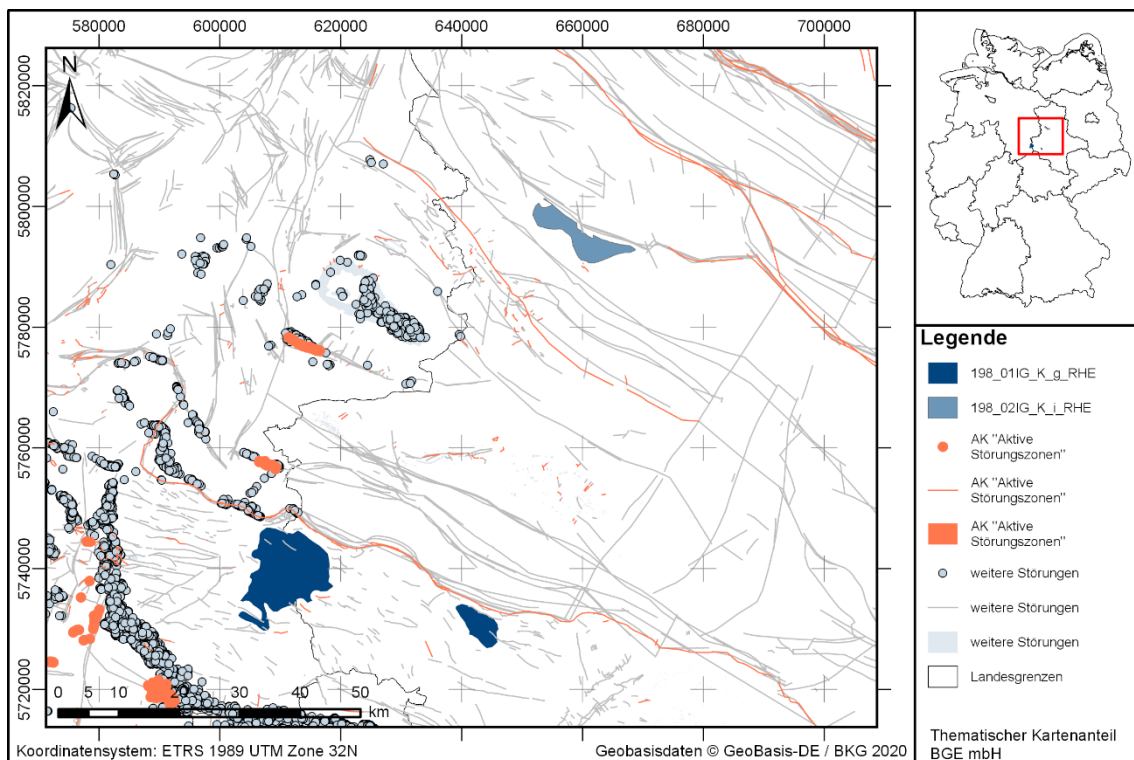 580000 600000 620000 640000 660000 680000 700000
5820000
5800000
5780000
5760000
5740000
5720000
N
0 5 10 20 30 40 50
km
Koordinatensystem: ETRS 1989 UTM Zone 32N
Geobasisdaten © GeoBasis-DE / BKG 2020
Legende
198_01IG_K_g_RHE
198_02IG_K_i_RHE
AK "Aktive
Störungszonen"
AK "Aktive
Störungszonen"
AK "Aktive
Störungszonen"
weitere Störungen
weitere Störungen
weitere Störungen
Landesgrenzen
Thematischer Kartenanteil
BGE mbH